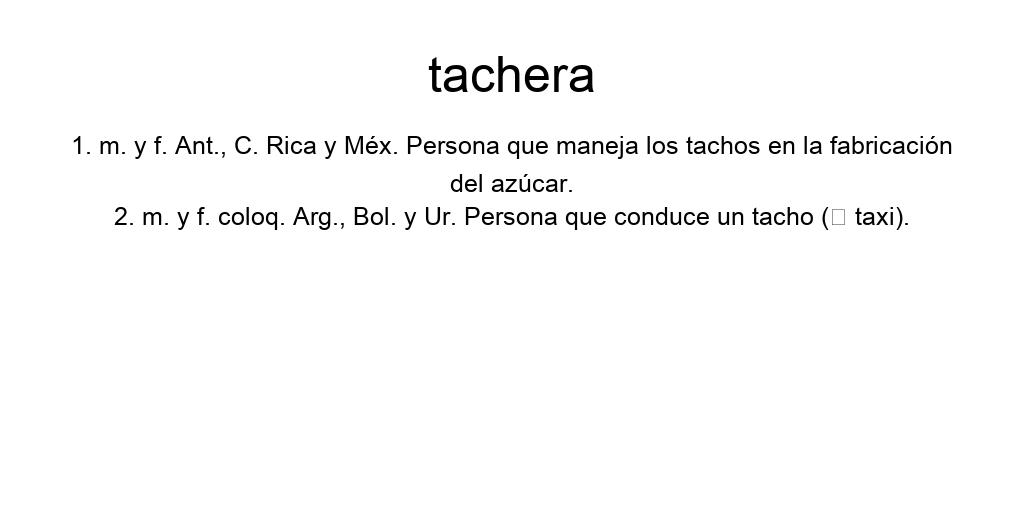 tachera
1. m. y f. Ant., C. Rica y Méx. Persona que maneja los tachos en la fabricación
del azúcar.
2. m. y f. coloq. Arg., Bol. y Ur. Persona que conduce un tacho (□ taxi).